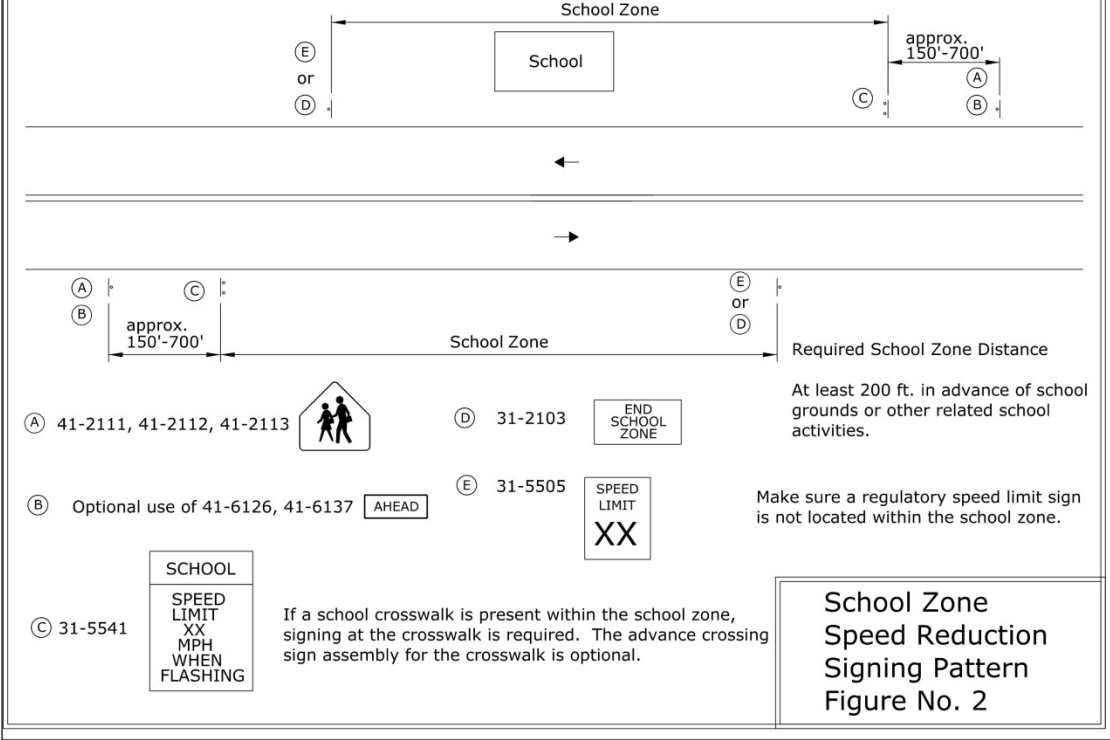 School Zone
approx.
150'-700'
E
or
D
School
C
A
B
A
B
C
E
or
D
approx.
150'-700'
School Zone
Required School Zone Distance
At least 200 ft. in advance of school
grounds or other related school
activities.
A 41-2111, 41-2112, 41-2113
D 31-2103
END
SCHOOL
ZONE
B Optional use of 41-6126, 41-6137 AHEAD
E 31-5505
SPEED
LIMIT
XX
Make sure a regulatory speed limit sign
is not located within the school zone.
C 31-5541
SCHOOL
SPEED
LIMIT
XX
MPH
WHEN
FLASHING
If a school crosswalk is present within the school zone,
signing at the crosswalk is required. The advance crossing
sign assembly for the crosswalk is optional.
School Zone
Speed Reduction
Signing Pattern
Figure No. 2